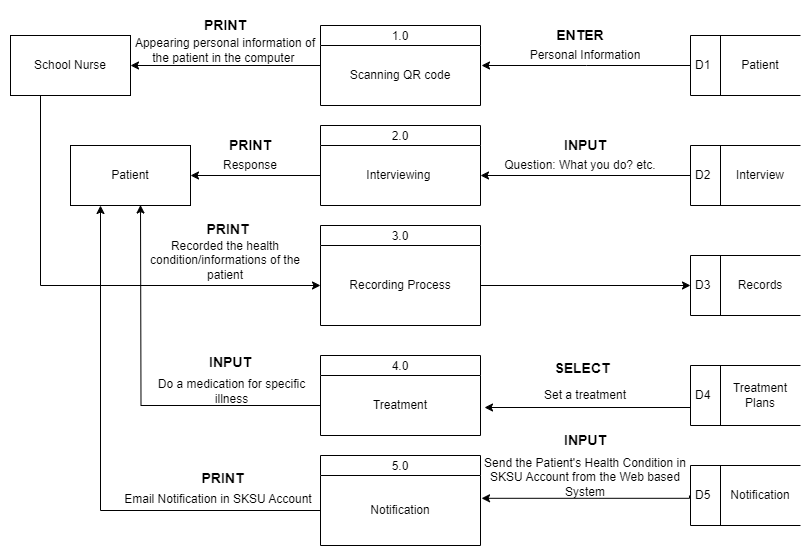 PRINT
Appearing personal information of
the patient in the computer
School Nurse
1.0
Scanning QR code
ENTER
Personal Information
D1
Patient
PRINT
Response
Patient
2.0
Interviewing
INPUT
Question: What you do? etc.
D2
Interview
PRINT
Recorded the health
condition/informations of the
patient
3.0
Recording Process
D3
Records
INPUT
Do a medication for specific
illness
4.0
Treatment
SELECT
Set a treatment
D4
Treatment
Plans
PRINT
Email Notification in SKSU Account
5.0
Notification
INPUT
Send the Patient's Health Condition in
SKSU Account from the Web based
System
D5
Notification